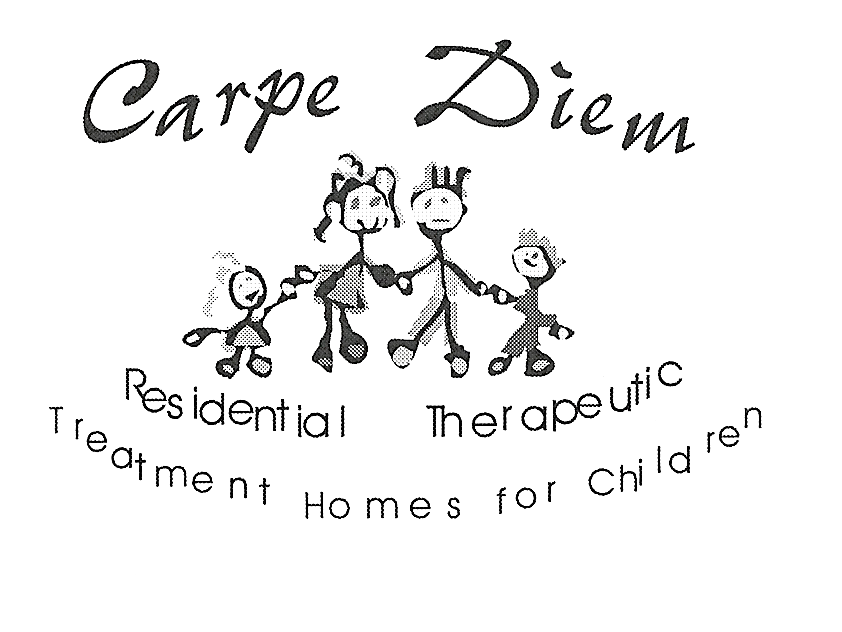 Carpe Diem
Residential Therapeutic
Treatment Homes for Children